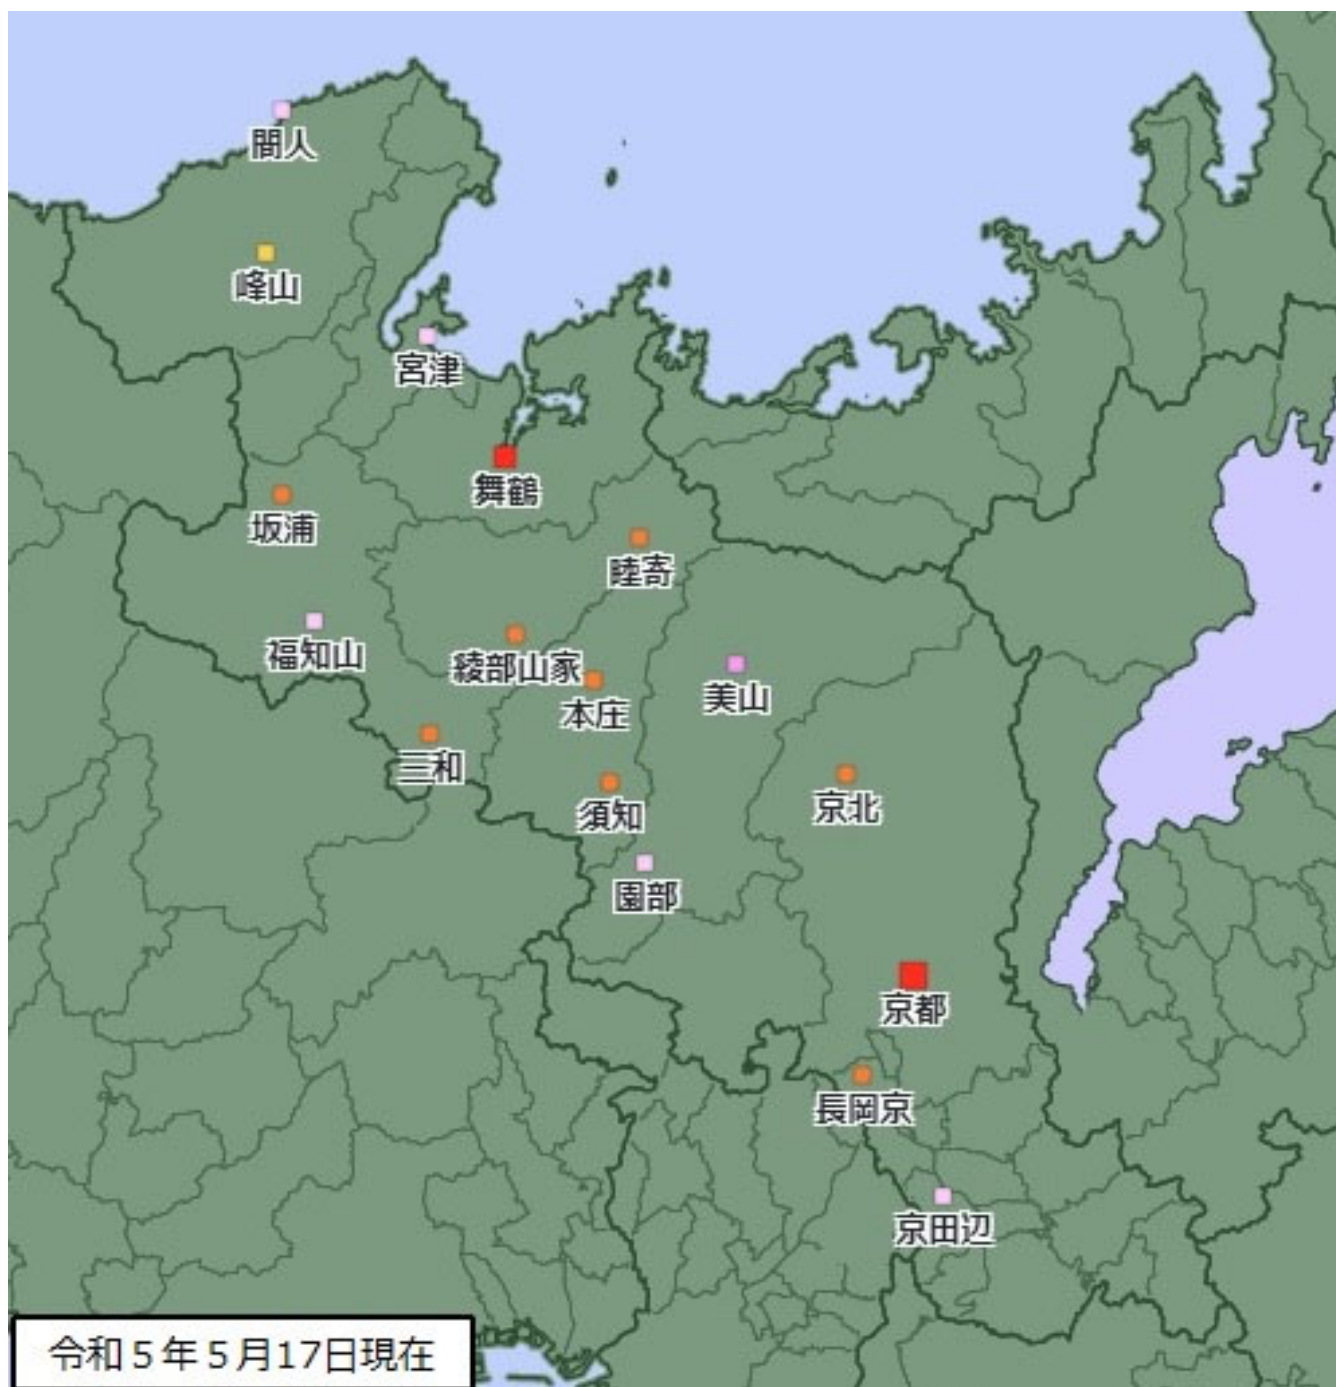 間人
峰山
宮津
舞鶴
坂浦
睦寄
福知山
綾部山家
美山
本庄
三和
京北
須知
園部
京都
長岡京
京田辺
令和５年５月17日現在